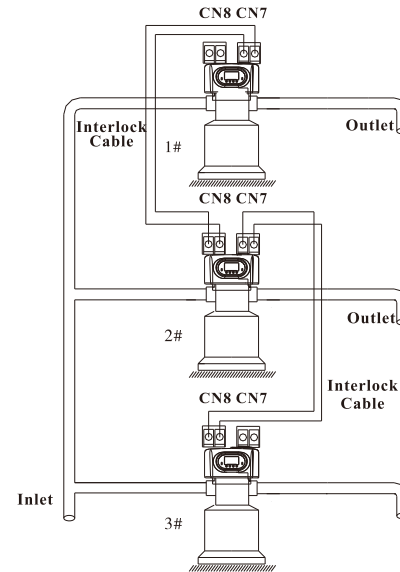 CN8 CN7
Interlock
Cable
1#
Outlet
CN8 CN7
2#
Outlet
Interlock
Cable
CN8 CN7
Inlet
3#